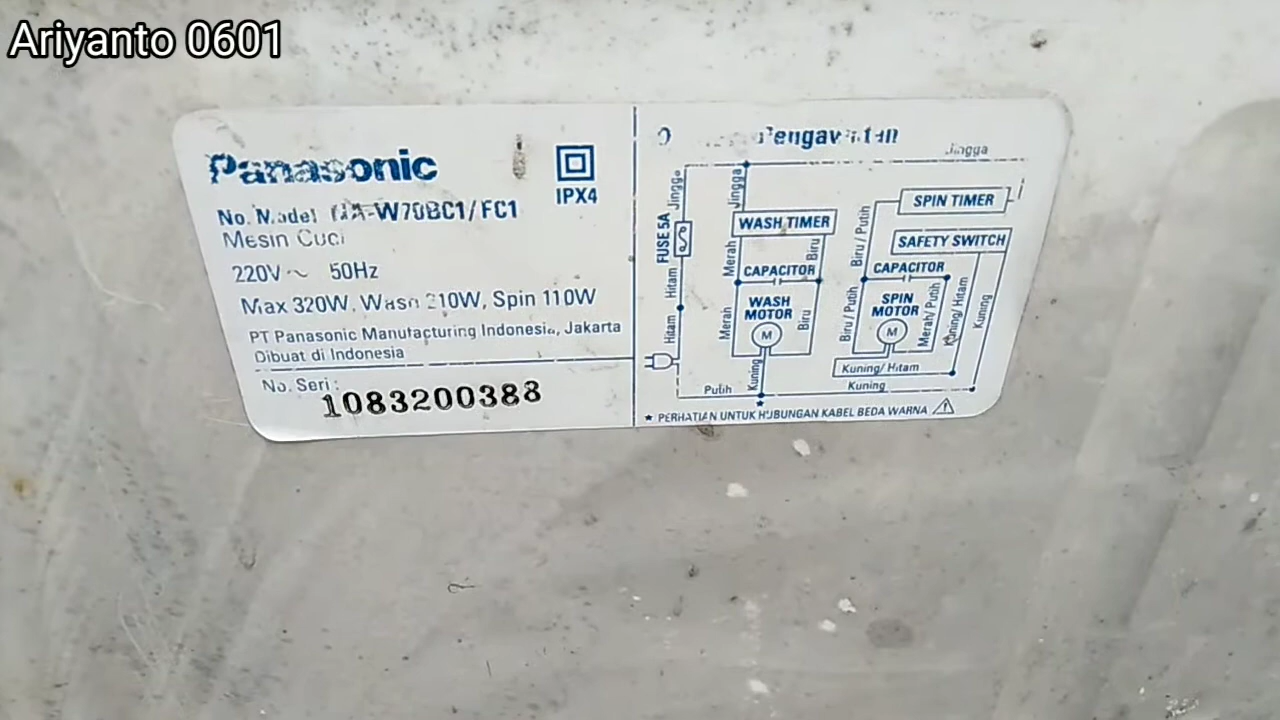 Ariyanto 0601
Panasonic
IPX4
No. Model NA-W70BC1/FC1
Mesin Cuci
220V ~ 50Hz
Max 320W, Wash 210W, Spin 110W
PT Panasonic Manufacturing Indonesia, Jakarta
Dibuat di Indonesia
No. Seri :
1083200388
Pengawatan
Jingga
Jingga
Jingga
FUSE 5A
Hitam
Hitam
WASH TIMER
Merah
Biru
CAPACITOR
WASH MOTOR
M
Merah
Biru
Kuning
Putih
SPIN TIMER
Biru / Putih
SAFETY SWITCH
CAPACITOR
SPIN MOTOR
M
Biru / Putih
Merah/ Putih
Kuning/ Hitam
Kuning
Kuning/ Hitam
Kuning
★ PERHATIAN UNTUK HUBUNGAN KABEL BEDA WARNA